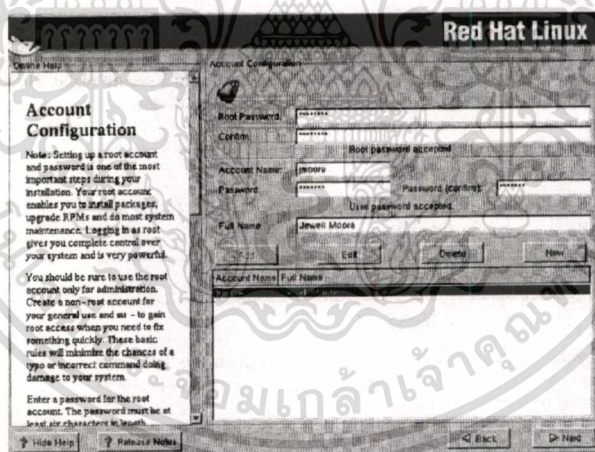 Red Hat Linux
Online Help
Account Configuration
Account
Configuration
Note: Setting up a root account
and password is one of the most
important steps during your
installation. Your root account
enables you to install packages,
upgrade RPMs and do most system
maintenance. Logging in as root
gives you complete control over
your system and is very powerful.
You should be sure to use the root
account only for administration.
Create a non-root account for
your general use and su - to gain
root access when you need to fix
something quickly. These basic
rules will minimize the chances of a
typo or incorrect command doing
damage to your system.
Enter a password for the root
account. The password must be at
least six characters in length
Root Password:
Confirm:
Root password accepted.
Account Name: jmoore
Password: Password (confirm):
User password accepted.
Full Name: Jewell Moore
Add Edit Delete New
Account Name Full Name
Hide Help Release Notes Back Next